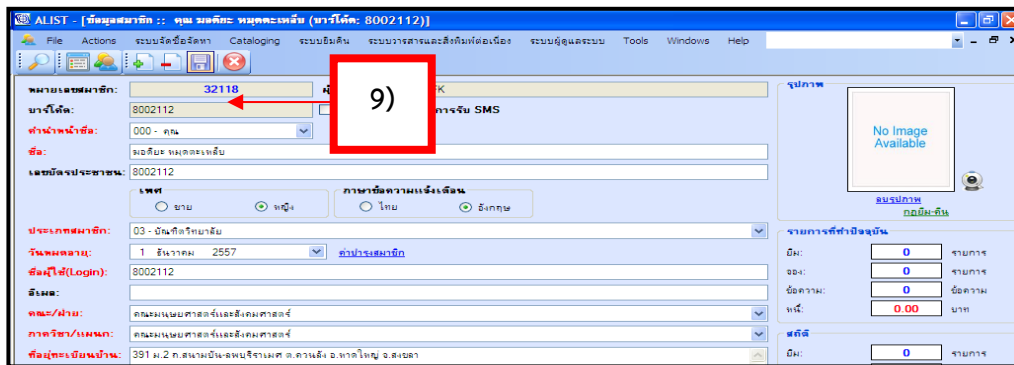 ALIST - [ข้อมูลสมาชิก :: คุณ มอดียะ หมุดตะเหล็บ (บาร์โค้ด: 8002112)]
File Actions ระบบจัดซื้อจัดหา Cataloging ระบบยืมคืน ระบบวารสารและสิ่งพิมพ์ต่อเนื่อง ระบบผู้ดูแลระบบ Tools Windows Help
หมายเลขสมาชิก: 32118 FK
บาร์โค้ด: 8002112 การรับ SMS
9)
คำนำหน้าชื่อ: 000 - คุณ
ชื่อ: มอดียะ หมุดตะเหล็บ
เลขบัตรประชาชน: 8002112
เพศ ภาษาข้อความแจ้งเตือน
ชาย หญิง ไทย อังกฤษ
ประเภทสมาชิก: 03 - บัณฑิตวิทยาลัย
วันหมดอายุ: 1 ธันวาคม 2557 ค่าประสมาชิก
ชื่อผู้ใช้(Login): 8002112
อีเมล:
คณะ/ฝ่าย: คณะมนุษยศาสตร์และสังคมศาสตร์
ภาควิชา/แผนก: คณะมนุษยศาสตร์และสังคมศาสตร์
ที่อยู่ทะเบียนบ้าน: 391 ม.2 ถ.สนามบิน-ลพบุรีราเมศ ต.ควนลัง อ.หาดใหญ่ จ.สงขลา
รูปภาพ
No Image
Available
ลบรูปภาพ
กฎยืม-คืน
รายการที่ทำปัจจุบัน
ยืม: 0 รายการ
จอง: 0 รายการ
ข้อความ: 0 ข้อความ
หนี้: 0.00 บาท
สถิติ
ยืม: 0 รายการ